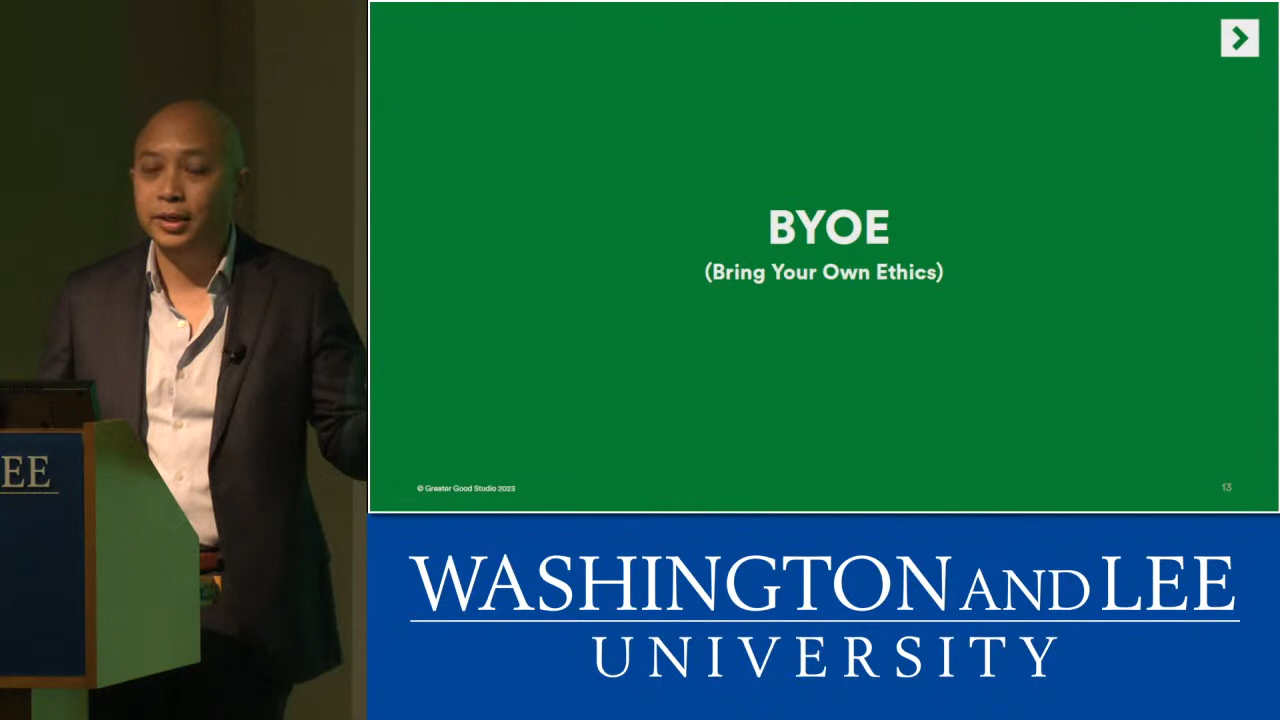 BYOE
(Bring Your Own Ethics)
© Greater Good Studio 2023
13
EE
WASHINGTON AND LEE
UNIVERSITY